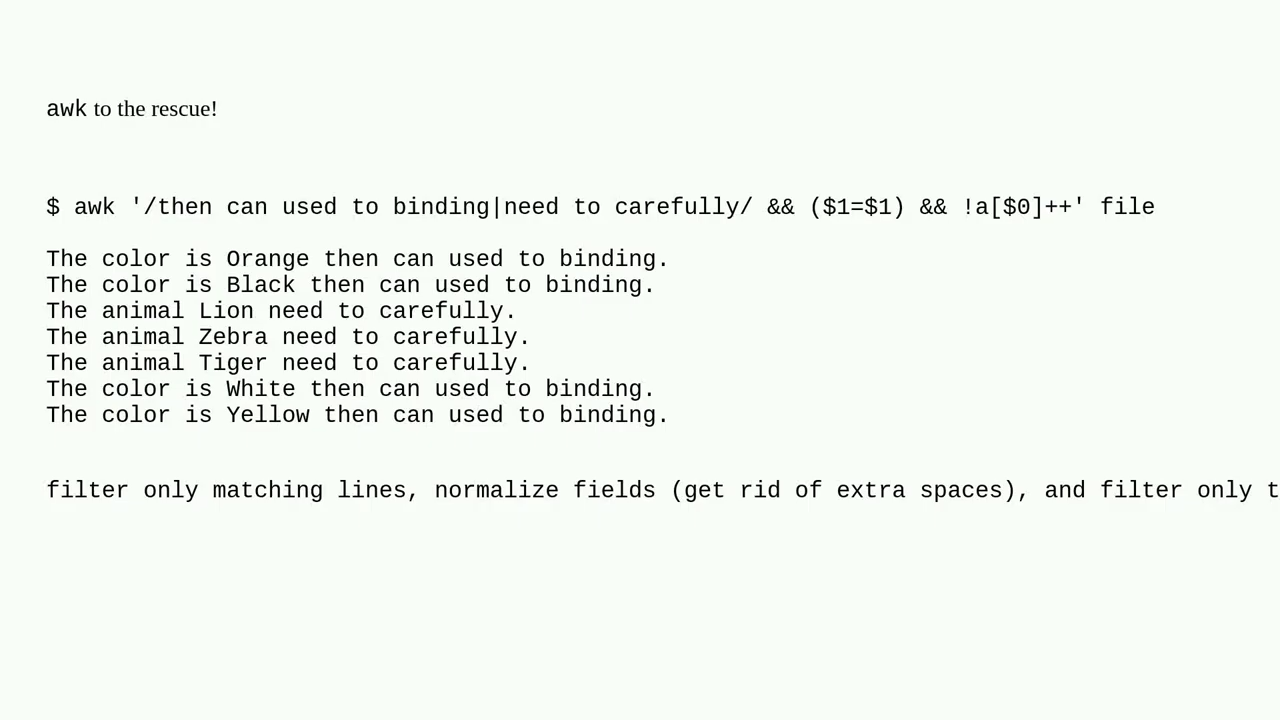 awk to the rescue!
$ awk '/then can used to binding|need to carefully/ && ($1=$1) && !a[$0]++' file
The color is Orange then can used to binding.
The color is Black then can used to binding.
The animal Lion need to carefully.
The animal Zebra need to carefully.
The animal Tiger need to carefully.
The color is White then can used to binding.
The color is Yellow then can used to binding.
filter only matching lines, normalize fields (get rid of extra spaces), and filter only